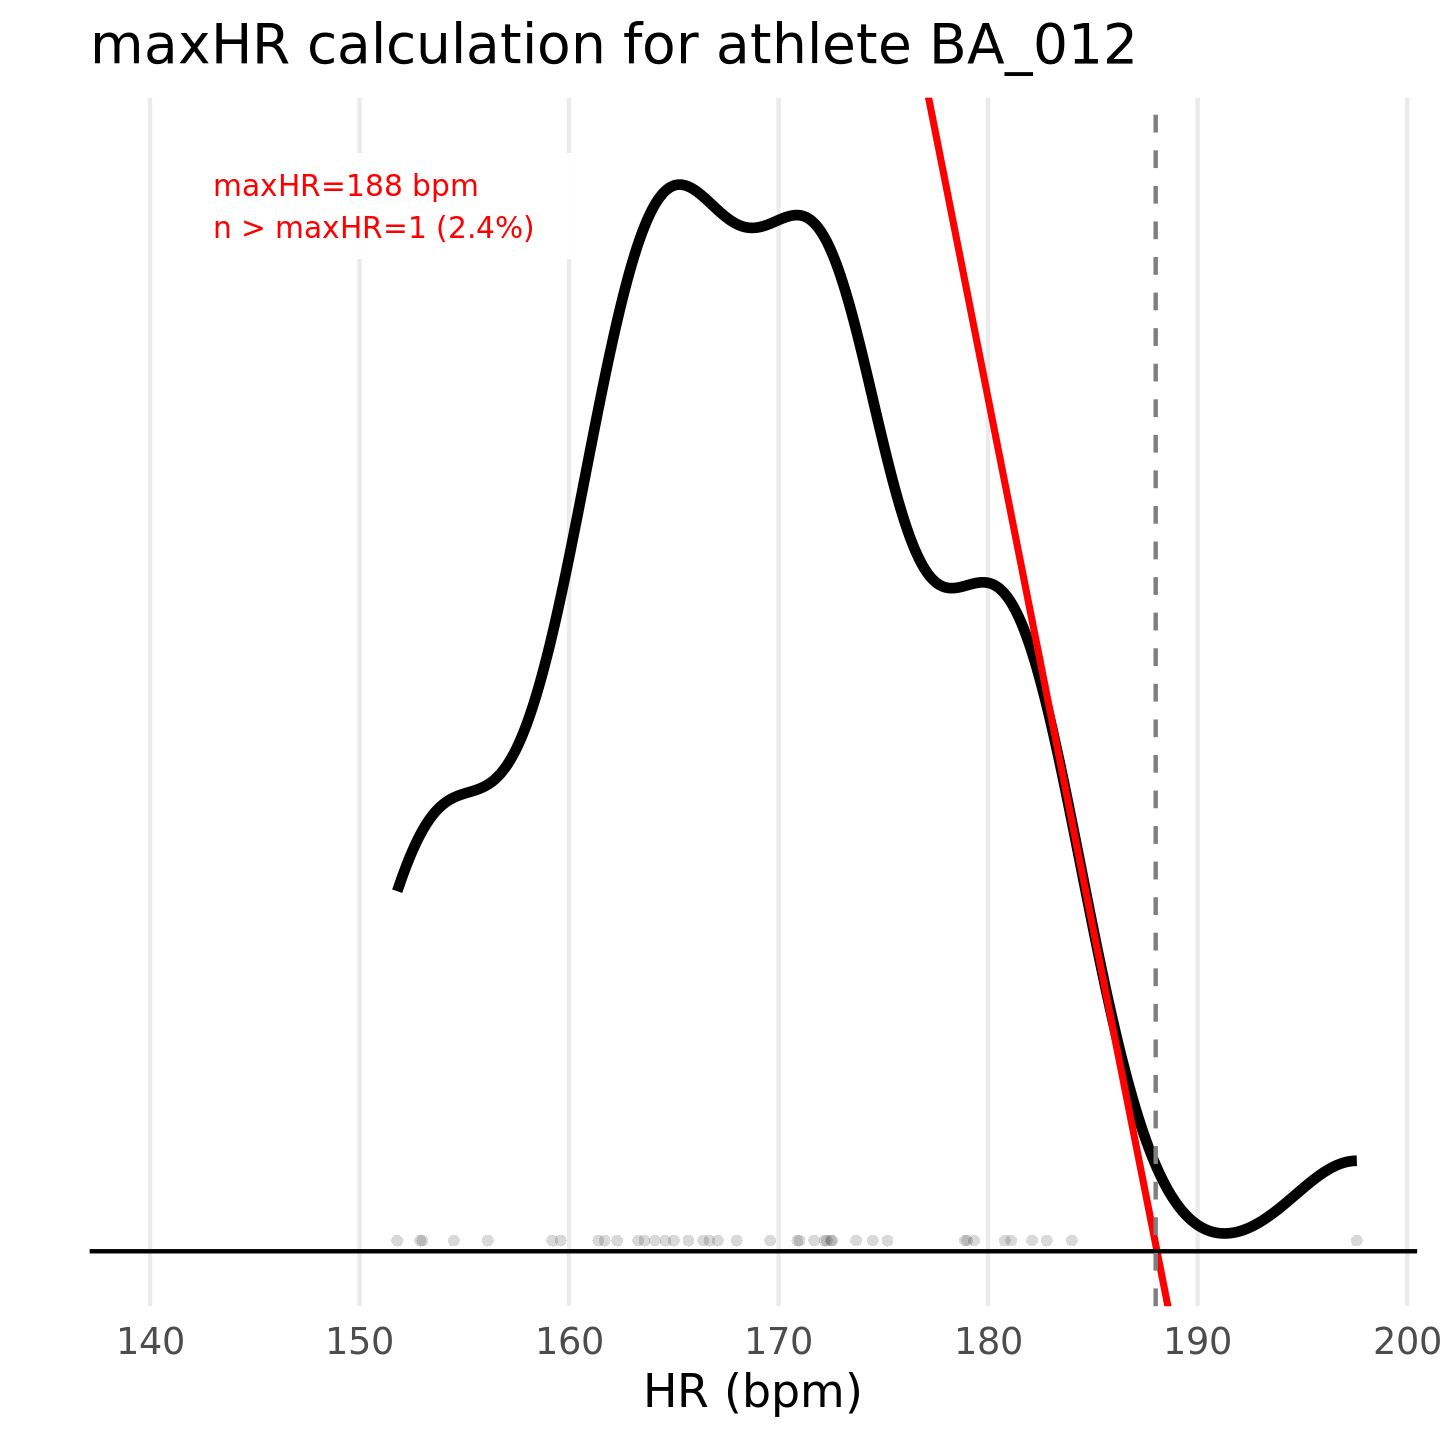 maxHR calculation for athlete BA_012
maxHR=188 bpm
n > maxHR=1 (2.4%)
140 150 160 170 180 190 200
HR (bpm)